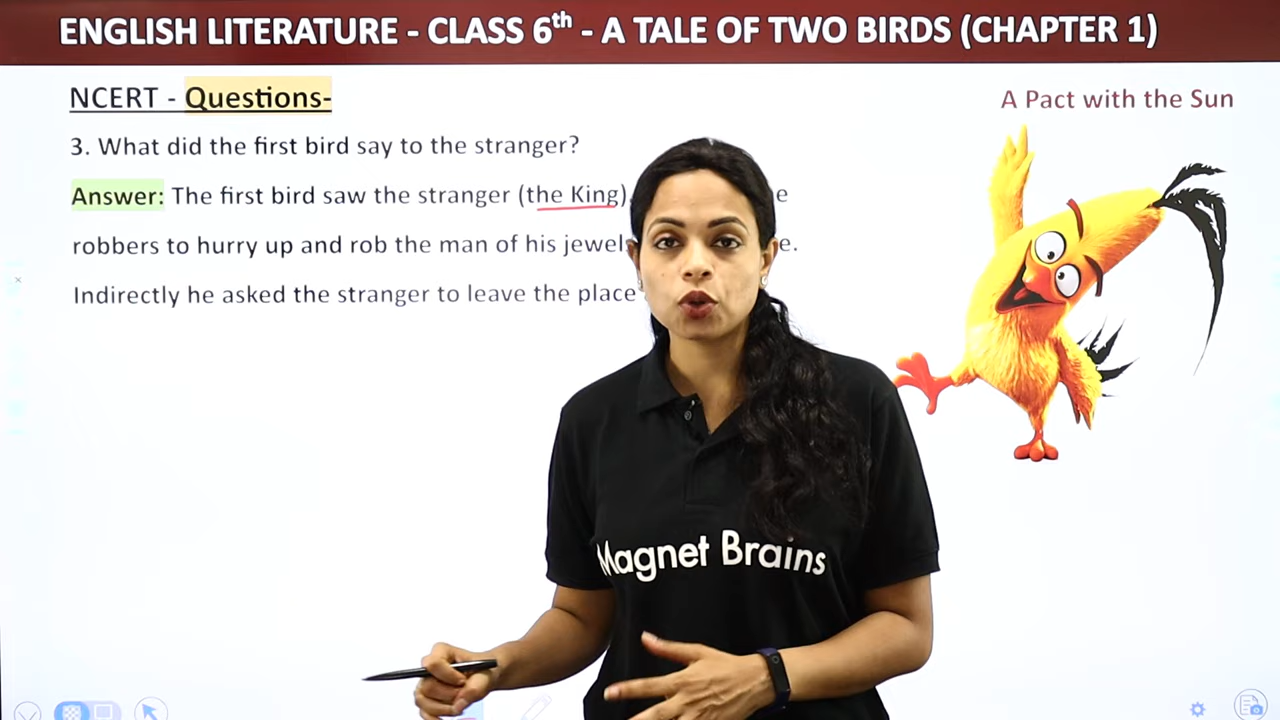 ENGLISH LITERATURE - CLASS 6th - A TALE OF TWO BIRDS (CHAPTER 1)
NCERT - Questions-
A Pact with the Sun
3. What did the first bird say to the stranger?
Answer: The first bird saw the stranger (the King)
robbers to hurry up and rob the man of his
Indirectly he asked the stranger to leave the place
Magnet Brains